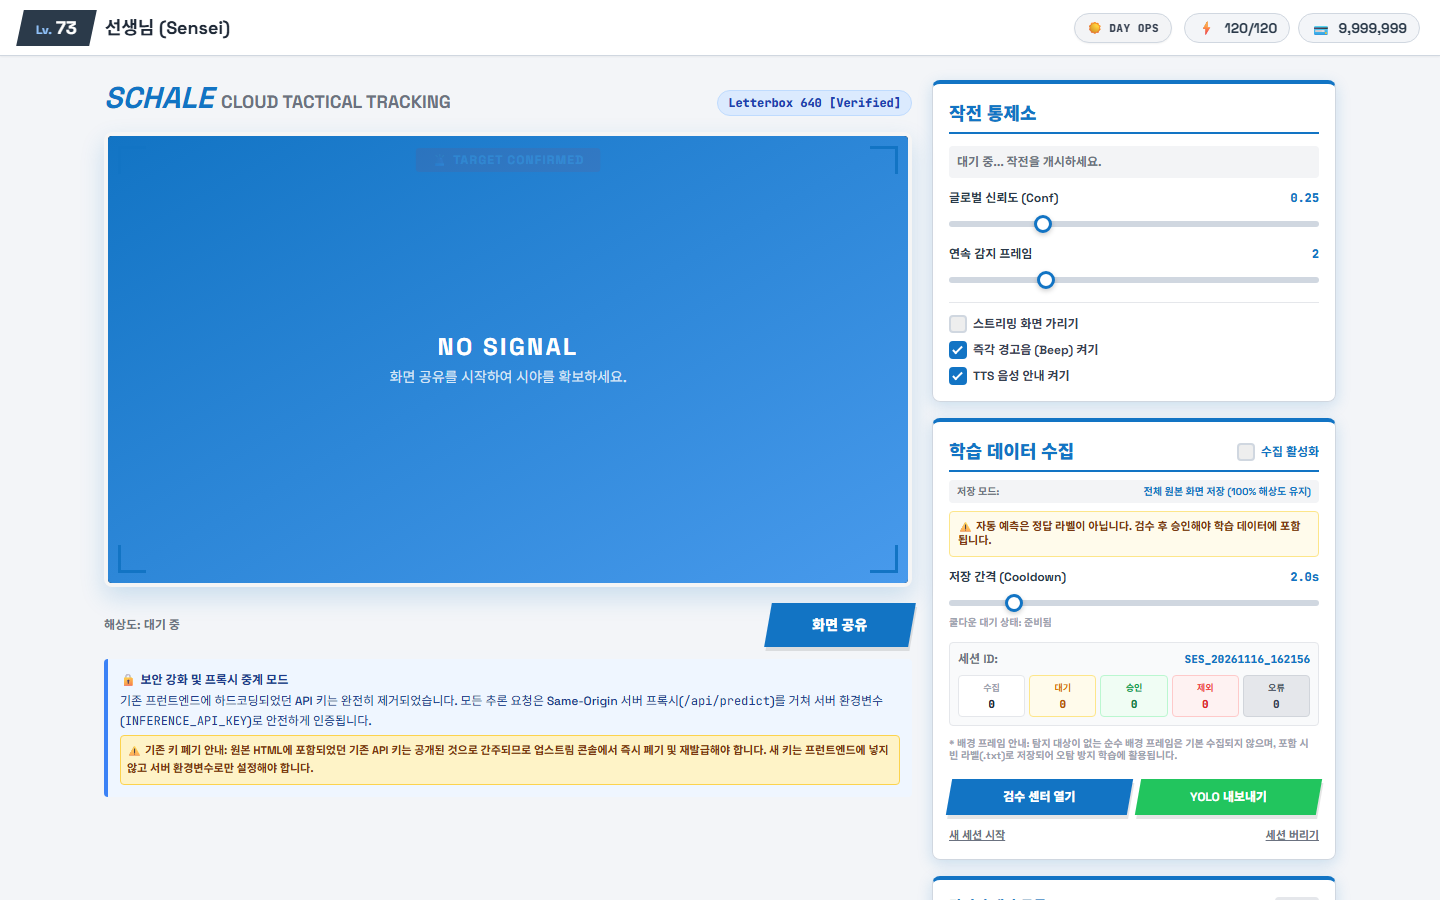 Lv. 73 선생님 (Sensei)
DAY OPS
120/120
9,999,999
SCHALE CLOUD TACTICAL TRACKING
Letterbox 640 [Verified]
TARGET CONFIRMED
NO SIGNAL
화면 공유를 시작하여 시야를 확보하세요.
해상도: 대기 중
화면 공유
보안 강화 및 프록시 중계 모드
기존 프런트엔드에 하드코딩되었던 API 키는 완전히 제거되었습니다. 모든 추론 요청은 Same-Origin 서버 프록시(/api/predict)를 거쳐 서버 환경변수
(INFERENCE_API_KEY)로 안전하게 인증됩니다.
기존 키 폐기 안내: 원본 HTML에 포함되었던 기존 API 키는 공개된 것으로 간주되므로 업스트림 콘솔에서 즉시 폐기 및 재발급해야 합니다. 새 키는 프런트엔드에 넣지
않고 서버 환경변수로만 설정해야 합니다.
작전 통제소
대기 중... 작전을 개시하세요.
글로벌 신뢰도 (Conf) 0.25
연속 감지 프레임 2
스트리밍 화면 가리기
즉각 경고음 (Beep) 켜기
TTS 음성 안내 켜기
학습 데이터 수집
수집 활성화
저장 모드: 전체 원본 화면 저장 (100% 해상도 유지)
자동 예측은 정답 라벨이 아닙니다. 검수 후 승인해야 학습 데이터에 포함
됩니다.
저장 간격 (Cooldown) 2.0s
쿨다운 대기 상태: 준비됨
세션 ID: SES_20261116_162156
수집 대기 승인 제외 오류
0 0 0 0 0
* 배경 프레임 안내: 탐지 대상이 없는 순수 배경 프레임은 기본 수집되지 않으며, 포함 시
빈 라벨(.txt)로 저장되어 오탐 방지 학습에 활용됩니다.
검수 센터 열기
YOLO 내보내기
새 세션 시작
세션 버리기